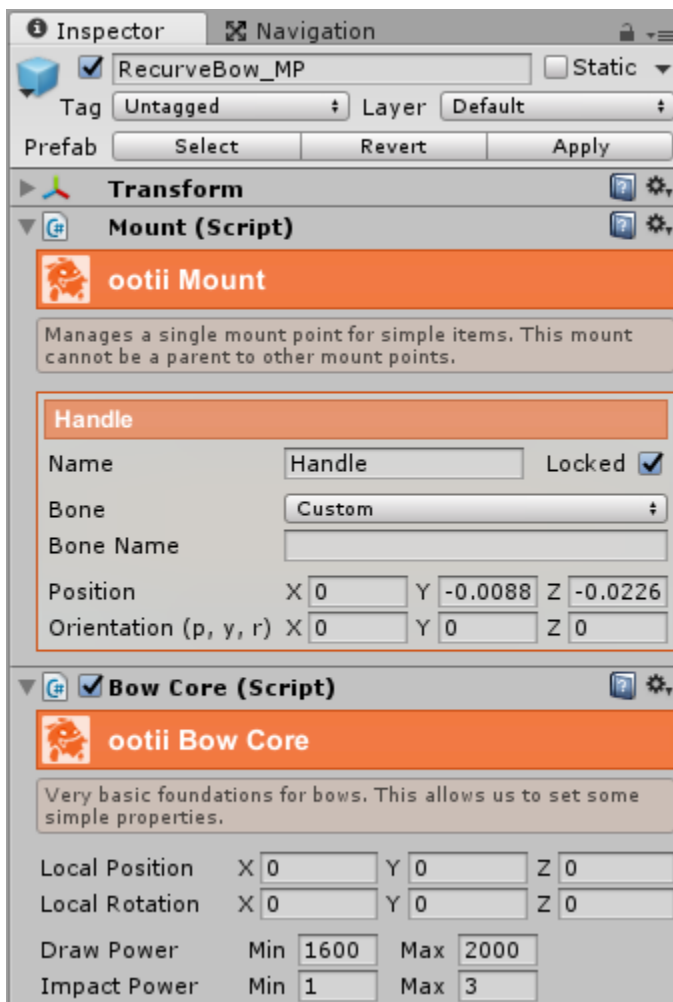 Inspector Navigation
RecurveBow_MP Static
Tag Untagged Layer Default
Prefab Select Revert Apply
Transform
C# Mount (Script)
ootii Mount
Manages a single mount point for simple items. This mount
cannot be a parent to other mount points.
Handle
Name Handle Locked
Bone Custom
Bone Name
Position X 0 Y -0.0088 Z -0.0226
Orientation (p, y, r) X 0 Y 0 Z 0
C# Bow Core (Script)
ootii Bow Core
Very basic foundations for bows. This allows us to set some
simple properties.
Local Position X 0 Y 0 Z 0
Local Rotation X 0 Y 0 Z 0
Draw Power Min 1600 Max 2000
Impact Power Min 1 Max 3